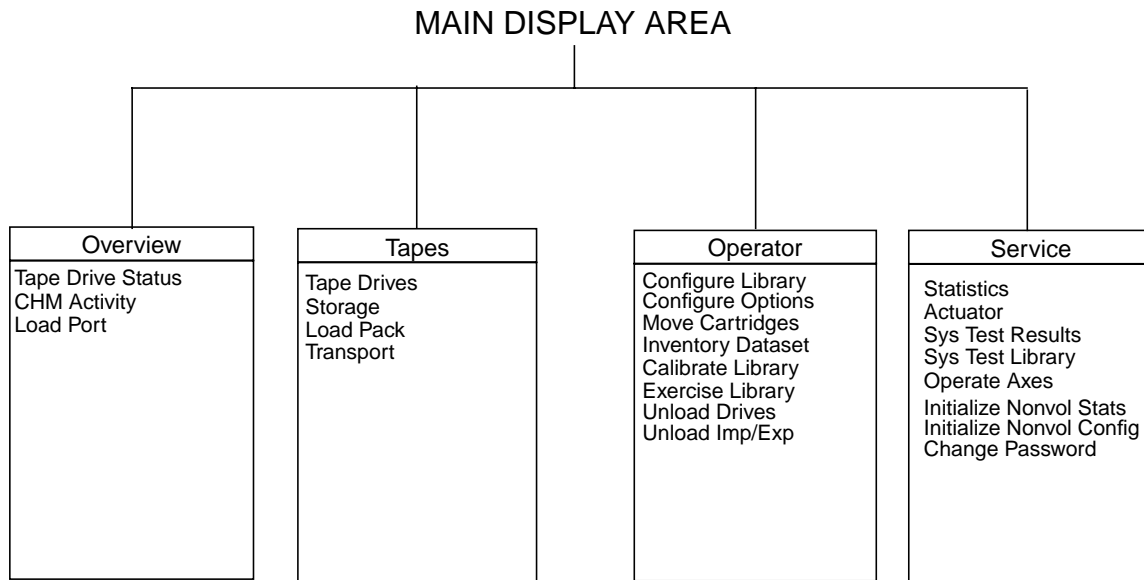 MAIN DISPLAY AREA
Overview
Tape Drive Status
CHM Activity
Load Port
Tapes
Tape Drives
Storage
Load Pack
Transport
Operator
Configure Library
Configure Options
Move Cartridges
Inventory Dataset
Calibrate Library
Exercise Library
Unload Drives
Unload Imp/Exp
Service
Statistics
Actuator
Sys Test Results
Sys Test Library
Operate Axes
Initialize Nonvol Stats
Initialize Nonvol Config
Change Password